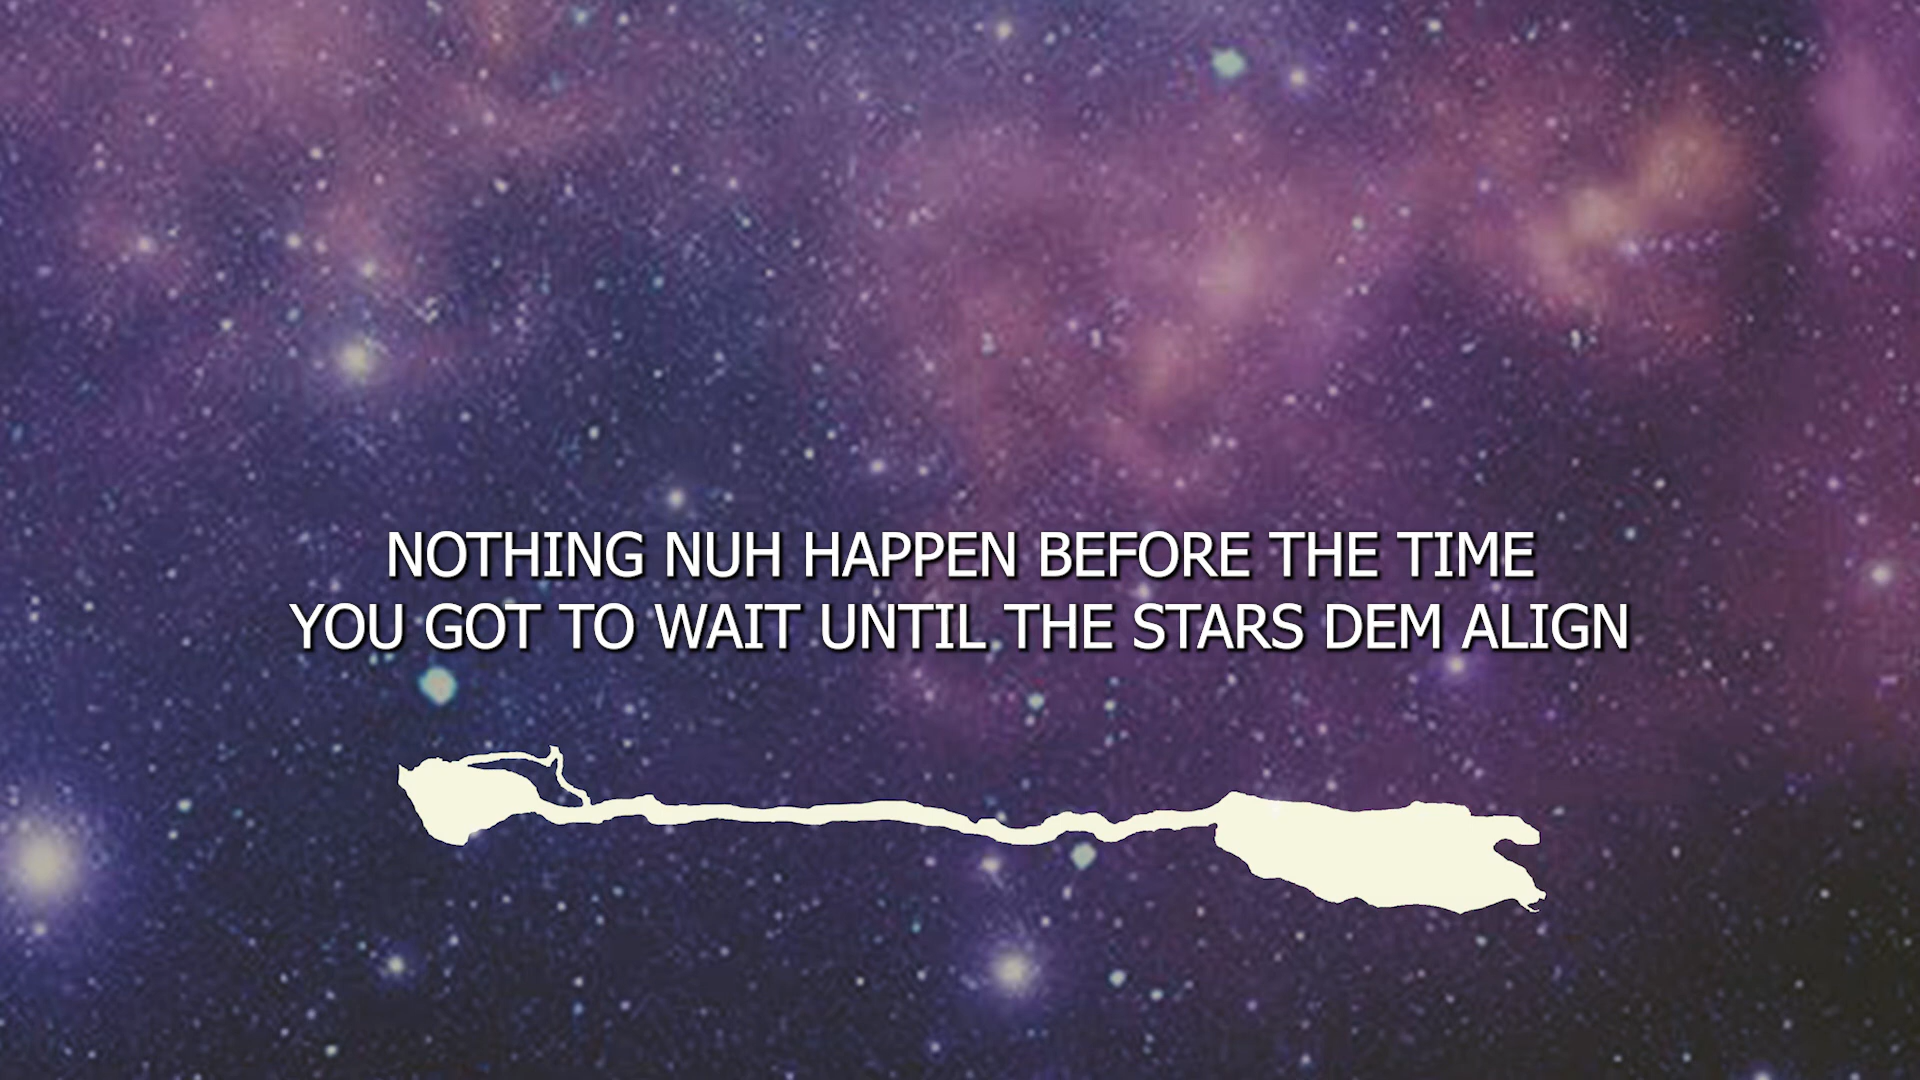 NOTHING NUH HAPPEN BEFORE THE TIME
YOU GOT TO WAIT UNTIL THE STARS DEM ALIGN